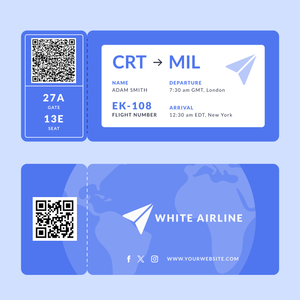 27A
GATE
13E
SEAT
CRT → MIL
NAME
ADAM SMITH
DEPARTURE
7:30 am GMT, London
EK-108
FLIGHT NUMBER
ARRIVAL
12:30 am EDT, New York
WHITE AIRLINE
WWW.YOURWEBSITE.COM